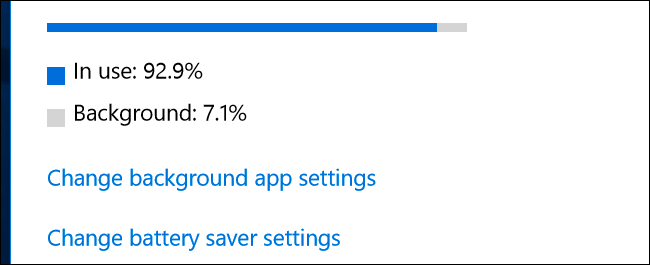 In use: 92.9%
Background: 7.1%
Change background app settings
Change battery saver settings